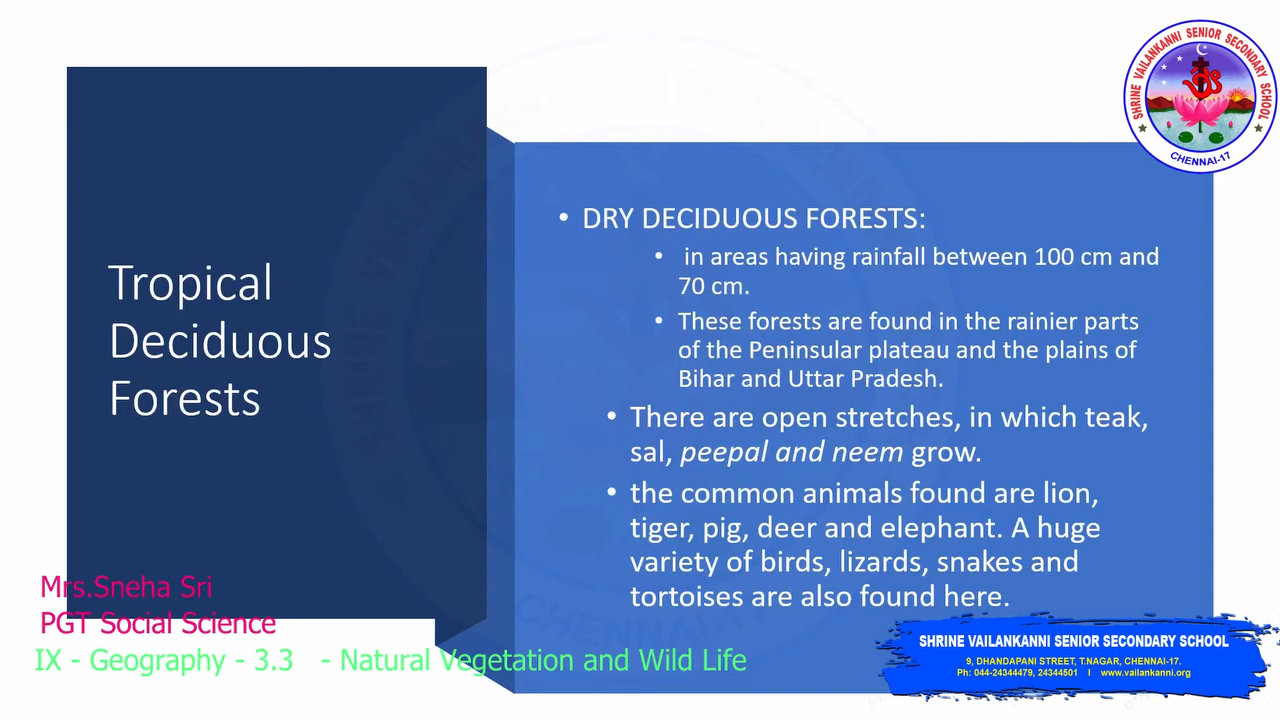 SHRINE VAILANKANNI SENIOR SECONDARY SCHOOL
CHENNAI-17
Tropical
Deciduous
Forests
• DRY DECIDUOUS FORESTS:
• in areas having rainfall between 100 cm and
70 cm.
• These forests are found in the rainier parts
of the Peninsular plateau and the plains of
Bihar and Uttar Pradesh.
• There are open stretches, in which teak,
sal, peepal and neem grow.
• the common animals found are lion,
tiger, pig, deer and elephant. A huge
variety of birds, lizards, snakes and
tortoises are also found here.
Mrs.Sneha Sri
PGT Social Science
IX - Geography - 3.3 - Natural Vegetation and Wild Life
SHRINE VAILANKANNI SENIOR SECONDARY SCHOOL
9, DHANDAPANI STREET, T.NAGAR, CHENNAI-17.
Ph: 044-24344479, 24344501 I www.vailankanni.org